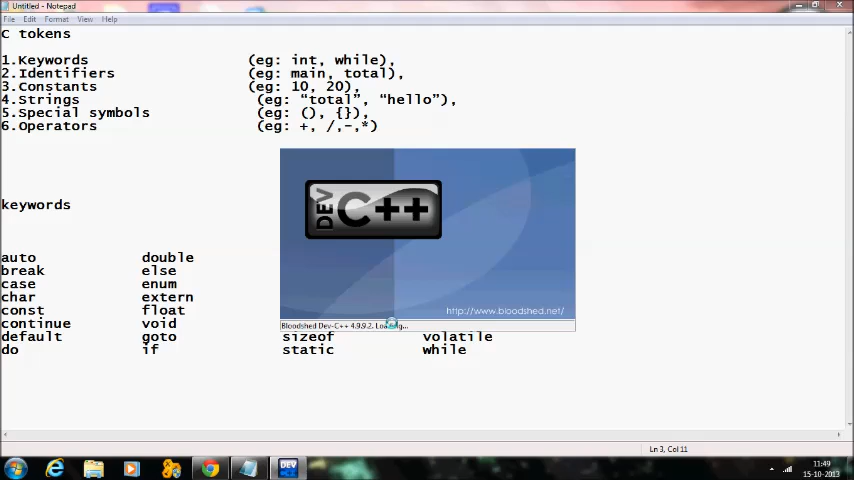 Untitled - Notepad
File Edit Format View Help
C tokens
1.Keywords (eg: int, while),
2.Identifiers (eg: main, total),
3.Constants (eg: 10, 20),
4.Strings (eg: “total”, “hello”),
5.Special symbols (eg: (), {}),
6.Operators (eg: +, /,-,*)
DEV C++
keywords
auto double
break else
case enum
char extern
const float
http://www.bloodshed.net/
continue void
Bloodshed Dev-C++ 4.9.9.2. Loading...
default goto sizeof volatile
do if static while
Ln 3, Col 11
DEV
11:49
15-10-2013